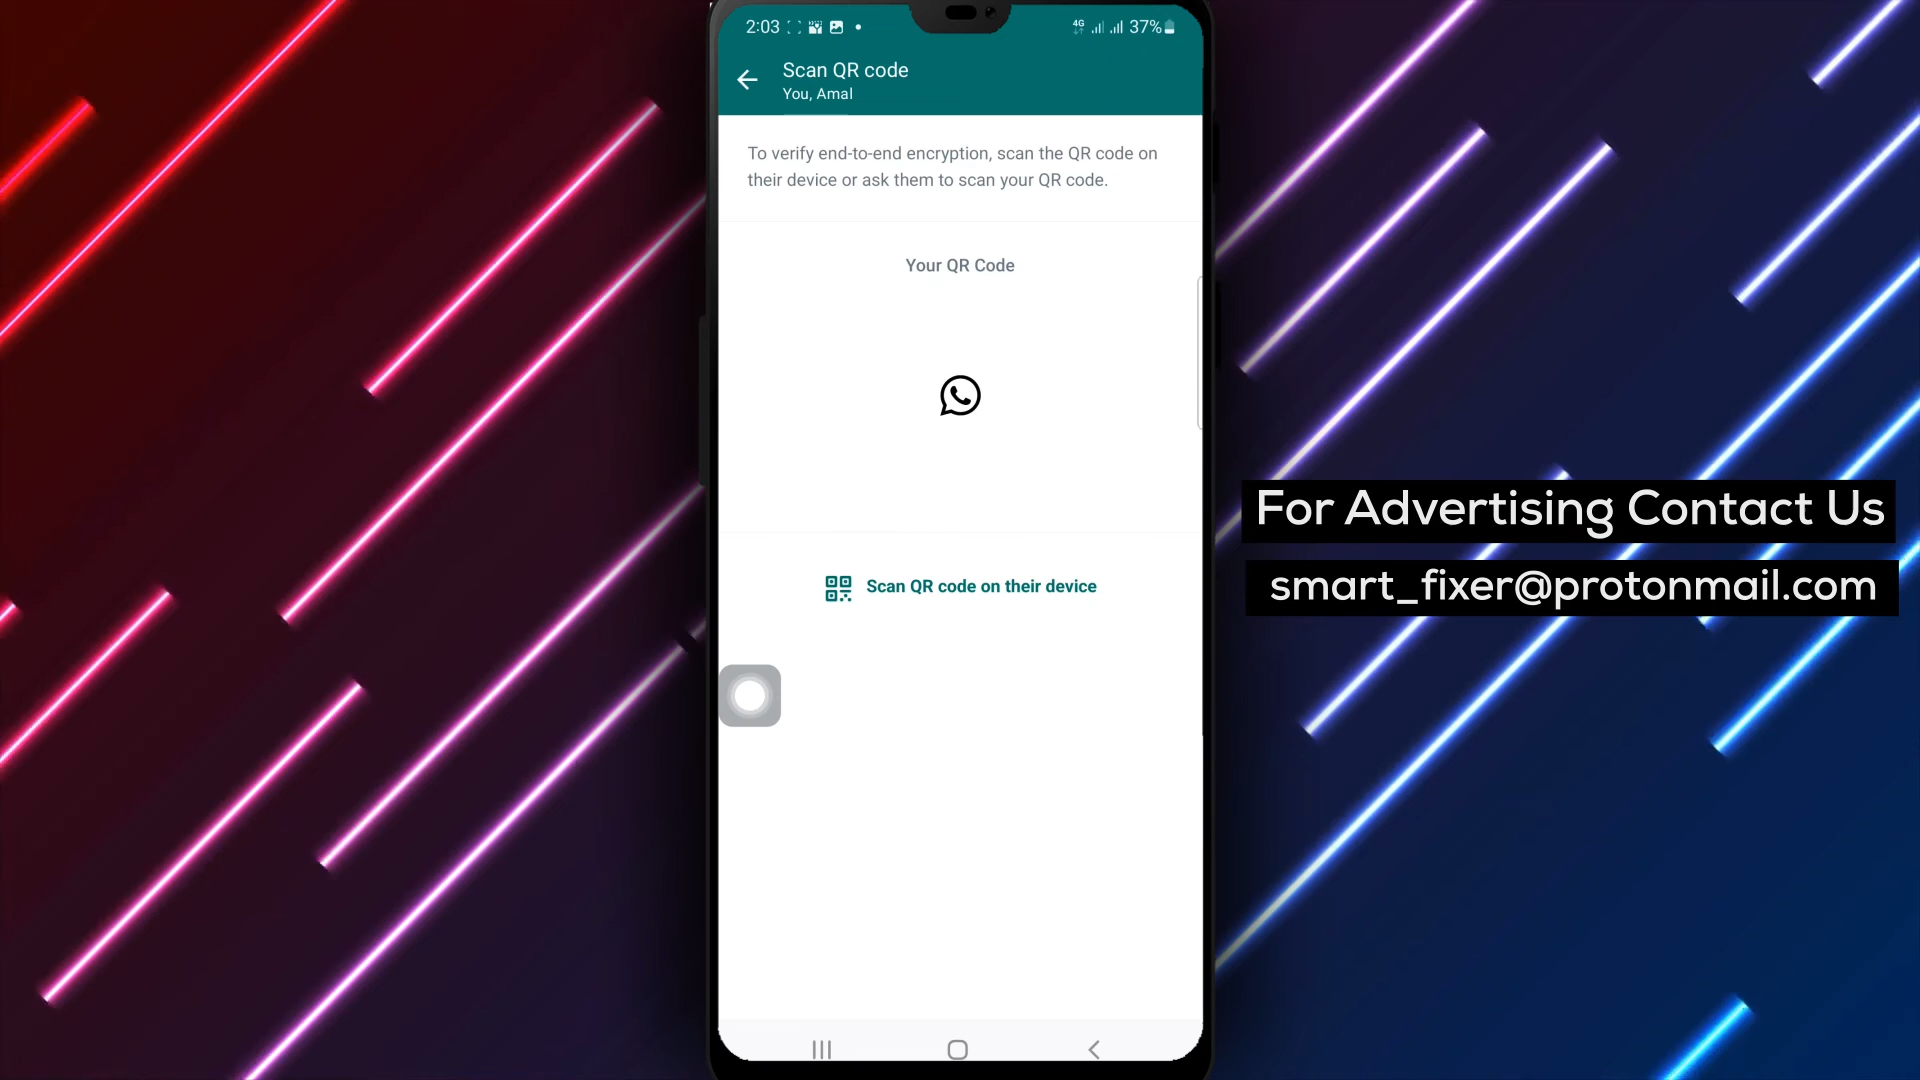 2:03
4G
37%
Scan QR code
You, Amal
To verify end-to-end encryption, scan the QR code on
their device or ask them to scan your QR code.
Your QR Code
Scan QR code on their device
For Advertising Contact Us
smart_fixer@protonmail.com